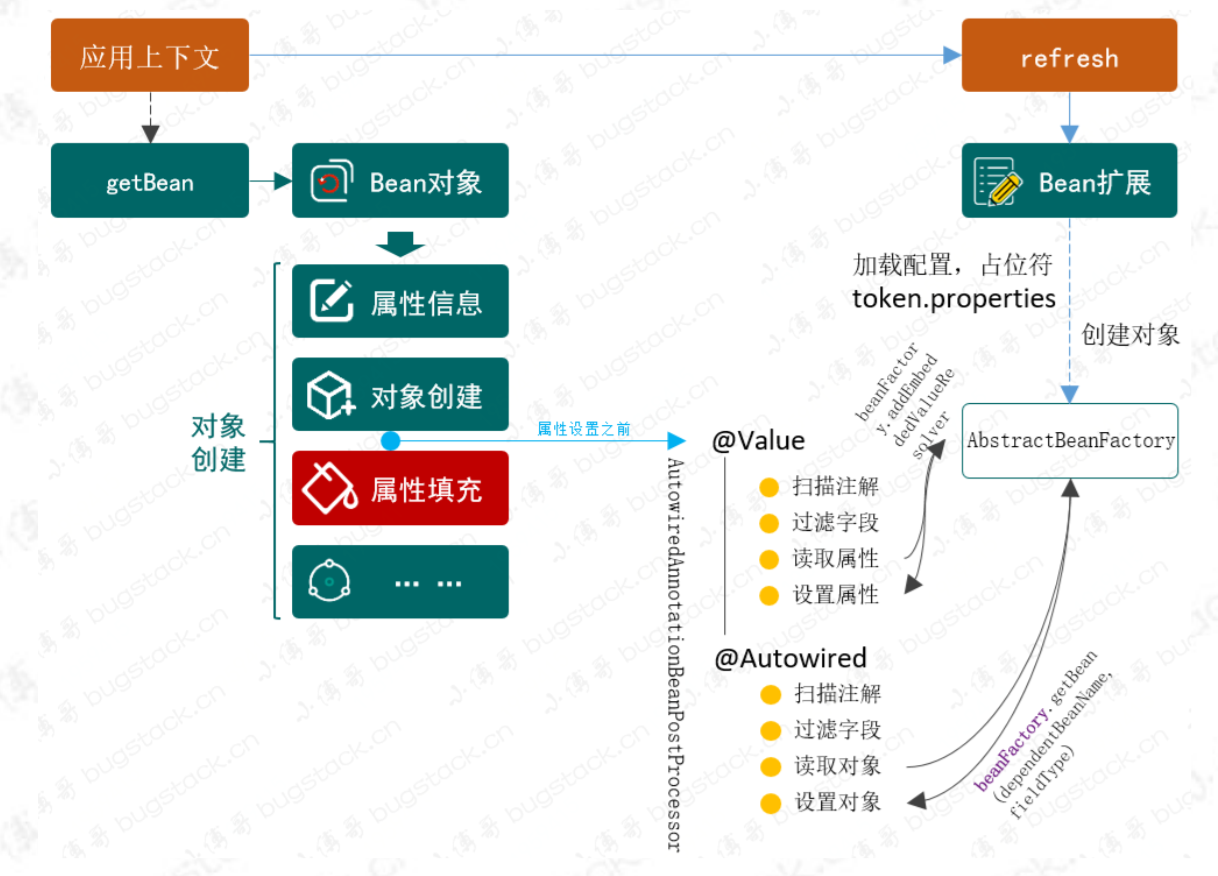 应用上下文
refresh
getBean
Bean对象
Bean扩展
属性信息
对象创建
属性填充
... ...
对象
创建
属性设置之前
加载配置，占位符
token.properties
创建对象
AbstractBeanFactory
beanFactor
y.addEmbed
dedValueRe
solver
@Value
扫描注解
过滤字段
读取属性
设置属性
AutowiredAnnotationBeanPostProcessor
@Autowired
扫描注解
过滤字段
读取对象
设置对象
beanFactory.getBean
(dependentBeanName,
fieldType)
小傅哥 bugstack.cn